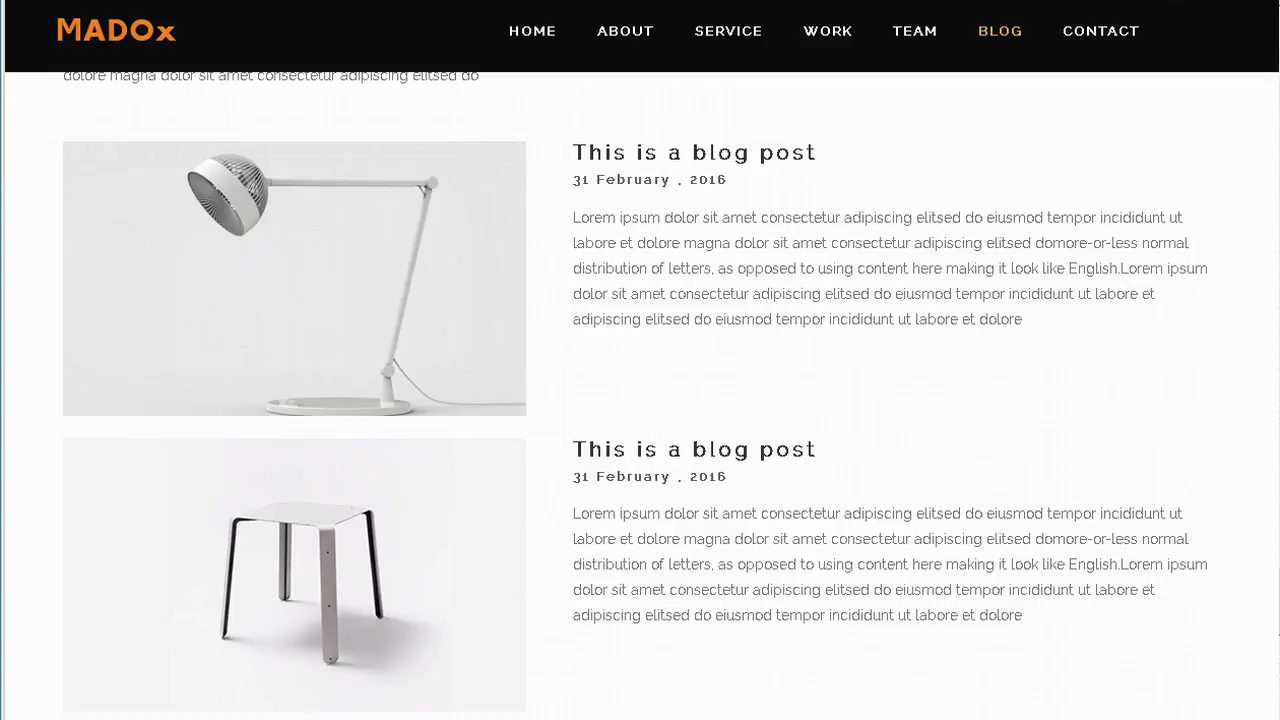 MADOx
HOME ABOUT SERVICE WORK TEAM BLOG CONTACT
dolore magna dolor sit amet consectetur adipiscing elitsed do
This is a blog post
31 February , 2016
Lorem ipsum dolor sit amet consectetur adipiscing elitsed do eiusmod tempor incididunt ut
labore et dolore magna dolor sit amet consectetur adipiscing elitsed domore-or-less normal
distribution of letters, as opposed to using content here making it look like English.Lorem ipsum
dolor sit amet consectetur adipiscing elitsed do eiusmod tempor incididunt ut labore et
adipiscing elitsed do eiusmod tempor incididunt ut labore et dolore
This is a blog post
31 February , 2016
Lorem ipsum dolor sit amet consectetur adipiscing elitsed do eiusmod tempor incididunt ut
labore et dolore magna dolor sit amet consectetur adipiscing elitsed domore-or-less normal
distribution of letters, as opposed to using content here making it look like English.Lorem ipsum
dolor sit amet consectetur adipiscing elitsed do eiusmod tempor incididunt ut labore et
adipiscing elitsed do eiusmod tempor incididunt ut labore et dolore